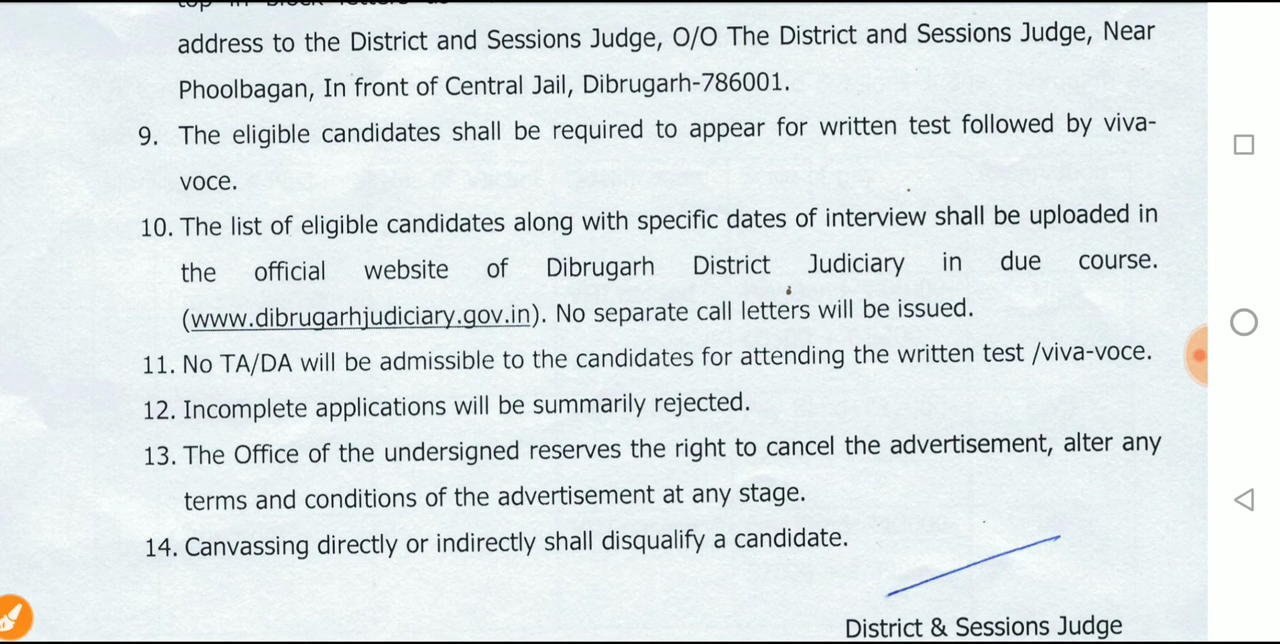 address to the District and Sessions Judge, O/O The District and Sessions Judge, Near
Phoolbagan, In front of Central Jail, Dibrugarh-786001.
9. The eligible candidates shall be required to appear for written test followed by viva-
voce.
10. The list of eligible candidates along with specific dates of interview shall be uploaded in
the official website of Dibrugarh District Judiciary in due course.
(www.dibrugarhjudiciary.gov.in). No separate call letters will be issued.
11. No TA/DA will be admissible to the candidates for attending the written test /viva-voce.
12. Incomplete applications will be summarily rejected.
13. The Office of the undersigned reserves the right to cancel the advertisement, alter any
terms and conditions of the advertisement at any stage.
14. Canvassing directly or indirectly shall disqualify a candidate.
District & Sessions Judge